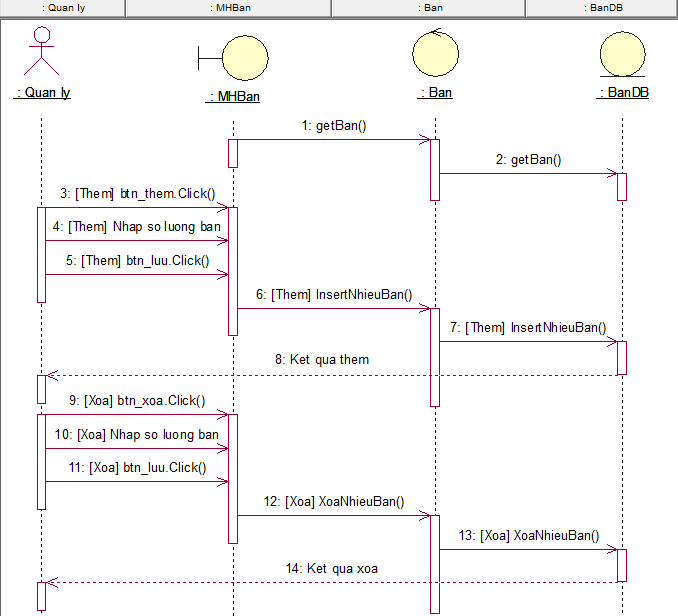 : Quan ly
: MHBan
: Ban
: BanDB
: Quan ly
: MHBan
: Ban
: BanDB
1: getBan()
2: getBan()
3: [Them] btn_them.Click()
4: [Them] Nhap so luong ban
5: [Them] btn_luu.Click()
6: [Them] InsertNhieuBan()
7: [Them] InsertNhieuBan()
8: Ket qua them
9: [Xoa] btn_xoa.Click()
10: [Xoa] Nhap so luong ban
11: [Xoa] btn_luu.Click()
12: [Xoa] XoaNhieuBan()
13: [Xoa] XoaNhieuBan()
14: Ket qua xoa